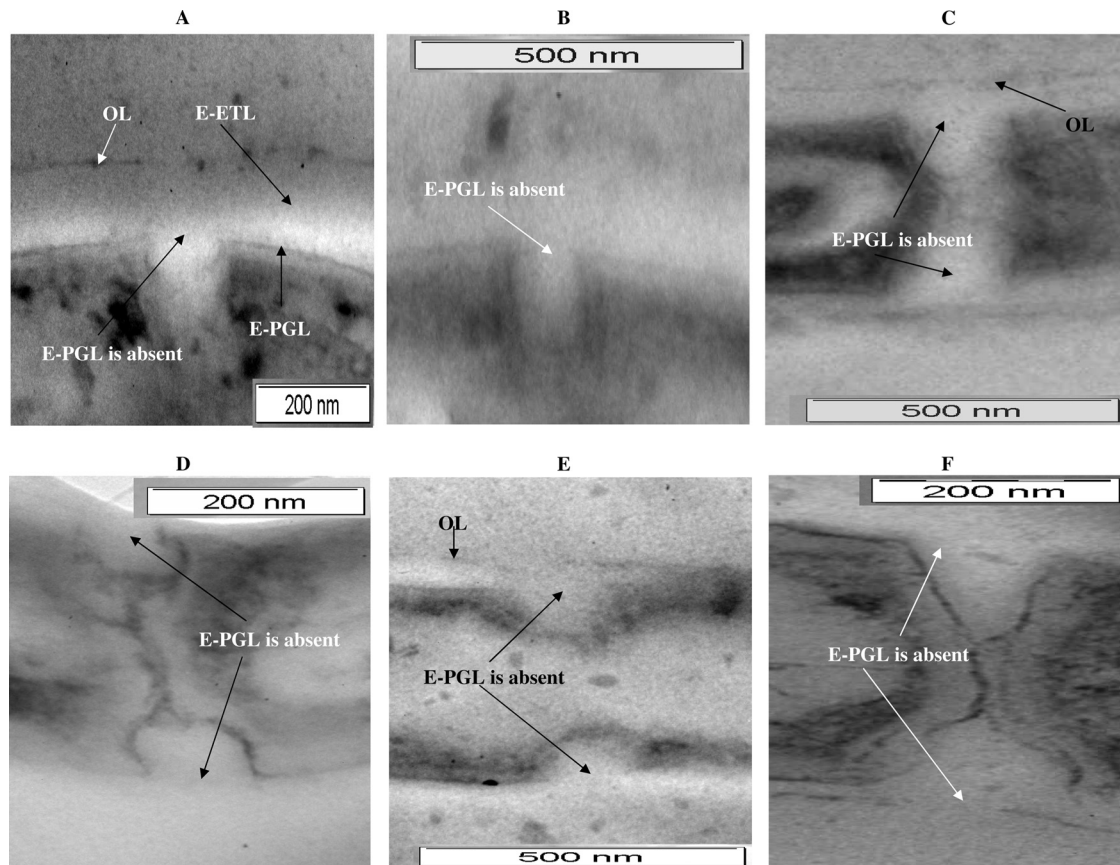 A
B
C
OL
E-ETL
E-PGL is absent
E-PGL
200 nm
500 nm
E-PGL is absent
OL
E-PGL is absent
500 nm
D
E
F
200 nm
E-PGL is absent
OL
E-PGL is absent
500 nm
200 nm
E-PGL is absent